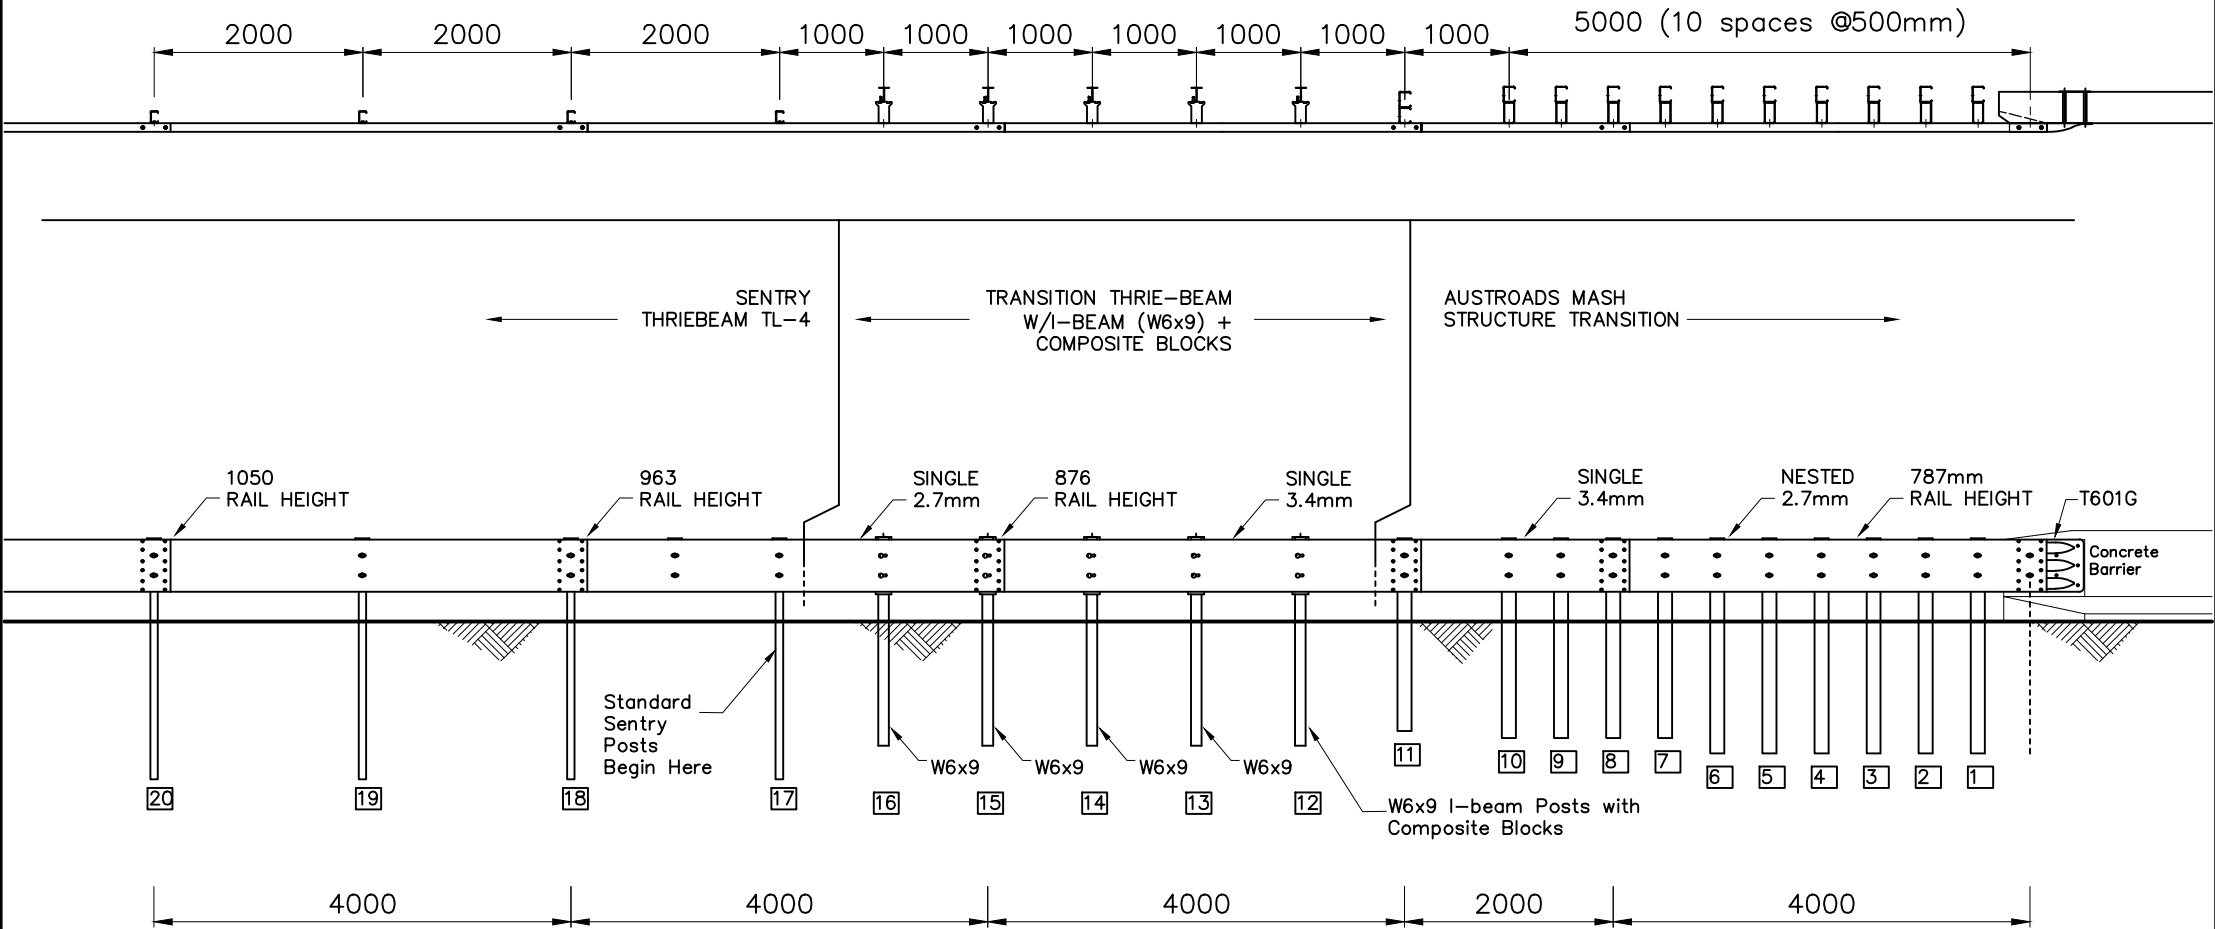 2000 2000 2000 1000 1000 1000 1000 1000 1000 1000 5000 (10 spaces @500mm)
SENTRY
THRIEBEAM TL-4
TRANSITION THRIE-BEAM
W/I-BEAM (W6x9) +
COMPOSITE BLOCKS
AUSTROADS MASH
STRUCTURE TRANSITION
1050
RAIL HEIGHT
963
RAIL HEIGHT
SINGLE
2.7mm
876
RAIL HEIGHT
SINGLE
3.4mm
SINGLE
3.4mm
NESTED
2.7mm
787mm
RAIL HEIGHT
T601G
Concrete
Barrier
Standard
Sentry
Posts
Begin Here
W6x9 W6x9 W6x9 W6x9
W6x9 I-beam Posts with
Composite Blocks
20 19 18 17 16 15 14 13 12 11 10 9 8 7 6 5 4 3 2 1
4000 4000 4000 2000 4000